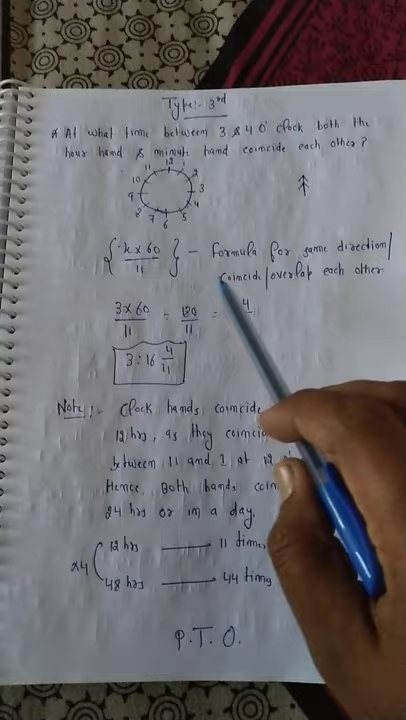 Type:- 3rd
* At what time between 3 & 4 O' clock both the
hour hand & minute hand coincide each other?
12
11 1
10 2
9 3
8 4
7 5
6
{x×60/11} - formula for same direction/
coincide/overlap each other
3×60/11 = 180/11 = 4
3:16 4/11
Note:- Clock hands coincide
12 hrs, as they
between 11 and 1 at 12
Hence, Both hands
24 hrs or in a day.
12 hrs —— 11 times
24
48 hrs —— 44 times
P.T.O.